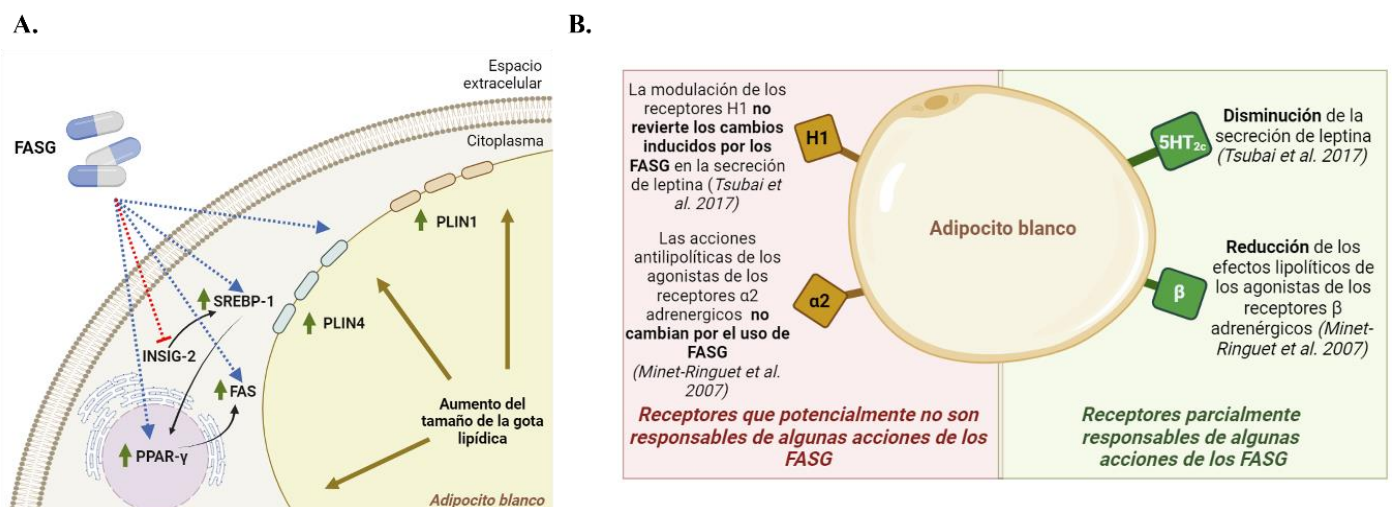 A.
Espacio
extracelular
Citoplasma
FASG
PLIN1
SREBP-1
PLIN4
INSIG-2
FAS
PPAR-γ
Aumento del
tamaño de la gota
lipídica
Adipocito blanco
B.
La modulación de los
receptores H1 no
revierte los cambios
inducidos por los
FASG en la secreción
de leptina (Tsubai et
al. 2017)
H1
Las acciones
antilipolíticas de los
agonistas de los
receptores α2
adrenergicos no
cambian por el uso de
FASG
(Minet-Ringuet et al.
2007)
α2
Receptores que potencialmente no son
responsables de algunas acciones de los
FASG
Adipocito blanco
5HT2c
Disminución de la
secreción de leptina
(Tsubai et al. 2017)
β
Reducción de los
efectos lipolíticos de
los agonistas de los
receptores β
adrenérgicos (Minet-
Ringuet et al. 2007)
Receptores parcialmente
responsables de algunas
acciones de los FASG